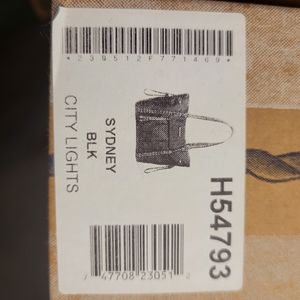 *239512F771469*
SYDNEY
BLK
CITY LIGHTS
H54793
7 47708 23051 2